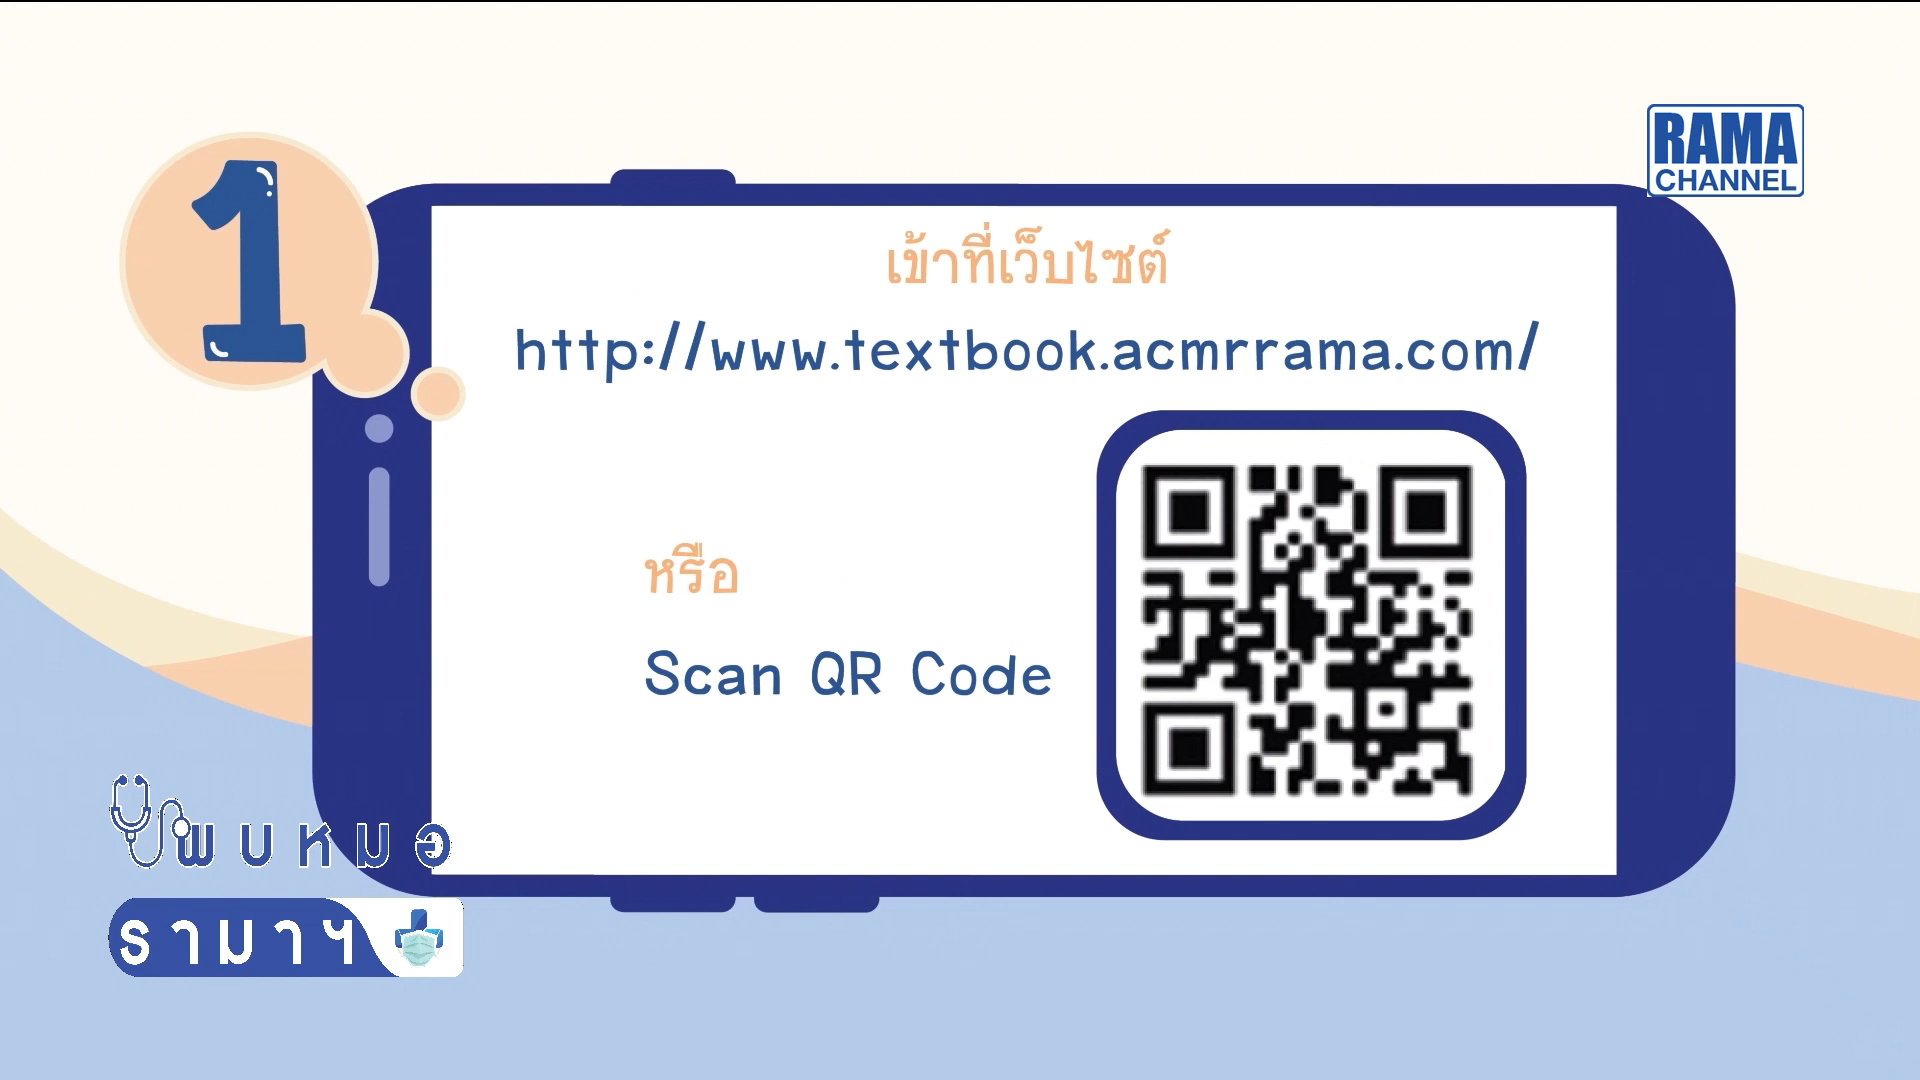 1
RAMA
CHANNEL
เข้าที่เว็บไซต์
http://www.textbook.acmrrama.com/
หรือ
Scan QR Code
พบหมอ
รามาฯ